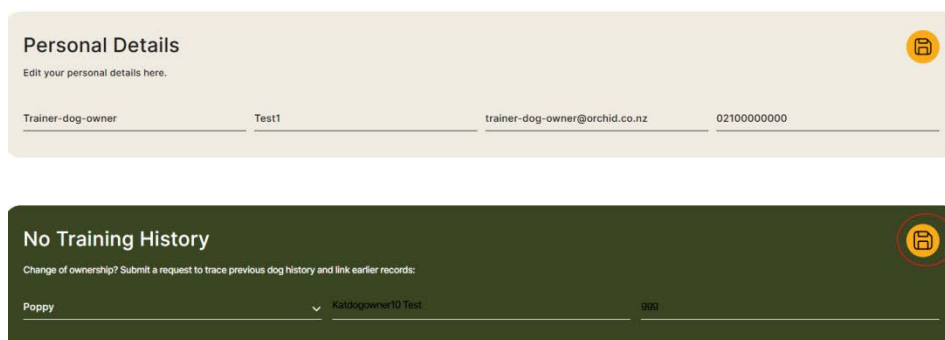 Personal Details
Edit your personal details here.
Trainer-dog-owner Test1 trainer-dog-owner@orchid.co.nz 02100000000
No Training History
Change of ownership? Submit a request to trace previous dog history and link earlier records:
Poppy Katdogowner10 Test ggg